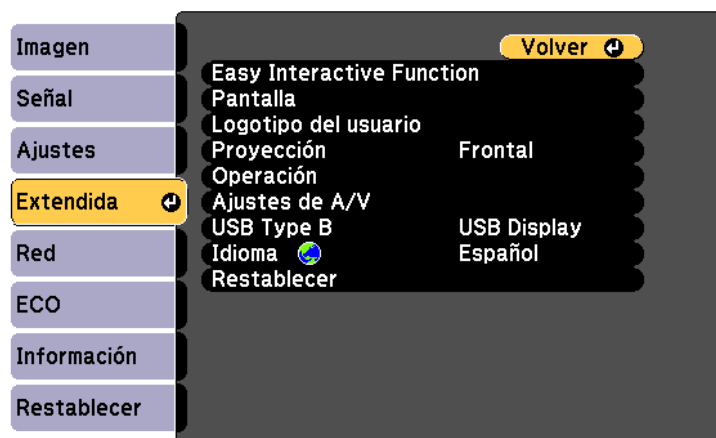 Imagen
Señal
Ajustes
Extendida
Red
ECO
Información
Restablecer
Volver
Easy Interactive Function
Pantalla
Logotipo del usuario
Proyección Frontal
Operación
Ajustes de A/V
USB Type B USB Display
Idioma Español
Restablecer